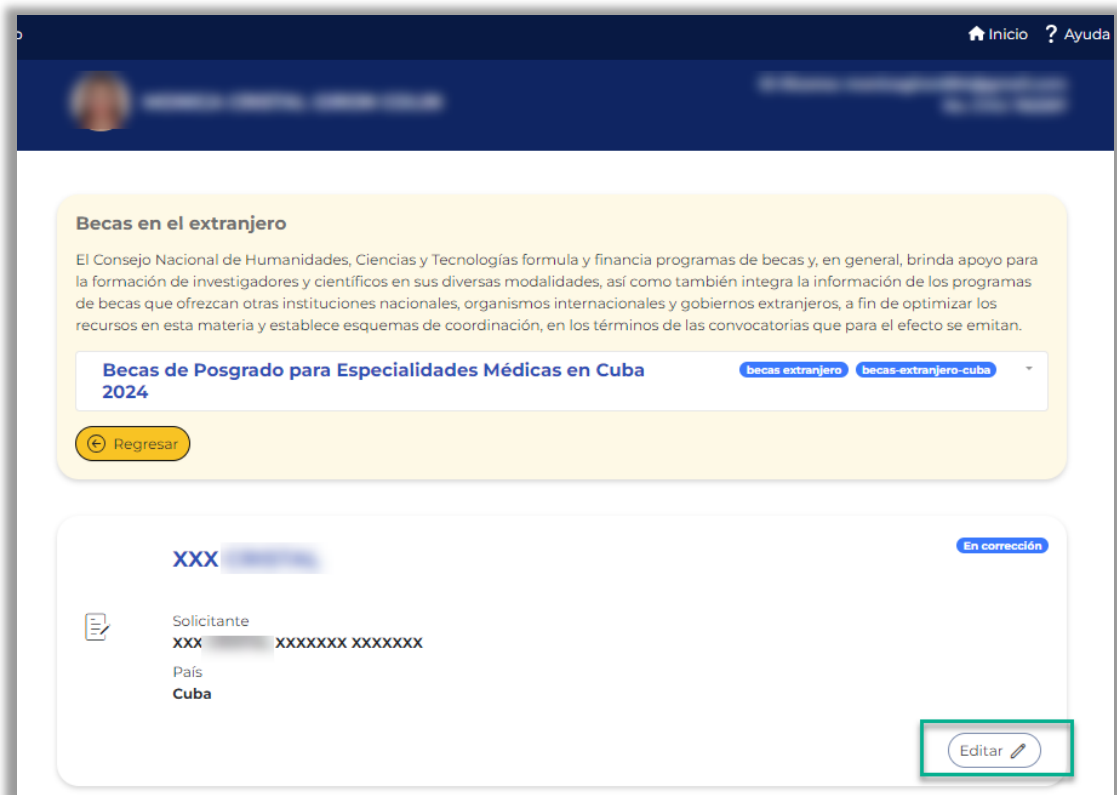 o
Inicio ? Ayuda
Becas en el extranjero
El Consejo Nacional de Humanidades, Ciencias y Tecnologías formula y financia programas de becas y, en general, brinda apoyo para
la formación de investigadores y científicos en sus diversas modalidades, así como también integra la información de los programas
de becas que ofrezcan otras instituciones nacionales, organismos internacionales y gobiernos extranjeros, a fin de optimizar los
recursos en esta materia y establece esquemas de coordinación, en los términos de las convocatorias que para el efecto se emitan.
Becas de Posgrado para Especialidades Médicas en Cuba
2024
becas extranjero becas-extranjero-cuba
Regresar
XXX
En corrección
Solicitante
XXX XXXXXXX XXXXXXX
País
Cuba
Editar